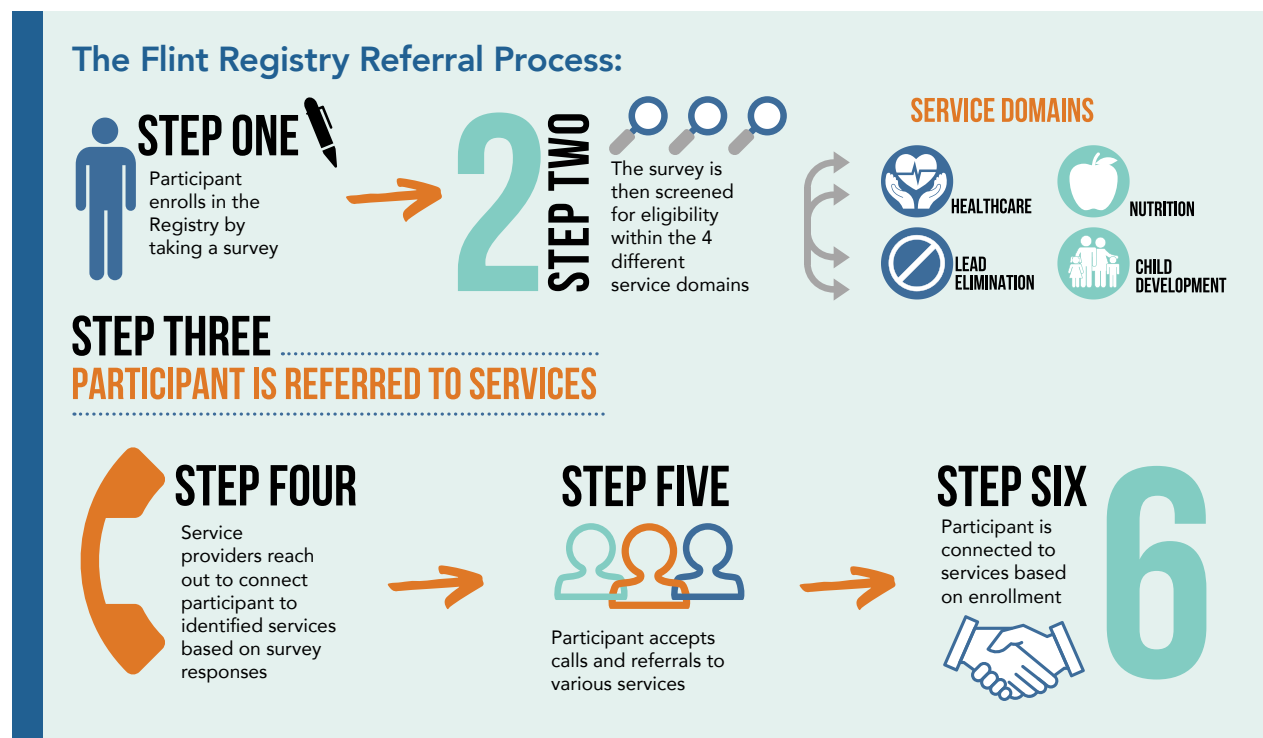 The Flint Registry Referral Process:
STEP ONE
Participant
enrolls in the
Registry by
taking a survey
2
STEP TWO
The survey is
then screened
for eligibility
within the 4
different
service domains
SERVICE DOMAINS
HEALTHCARE
NUTRITION
LEAD
ELIMINATION
CHILD
DEVELOPMENT
STEP THREE
PARTICIPANT IS REFERRED TO SERVICES
STEP FOUR
Service
providers reach
out to connect
participant to
identified services
based on survey
responses
STEP FIVE
Participant accepts
calls and referrals to
various services
STEP SIX
Participant is
connected to
services based
on enrollment
6